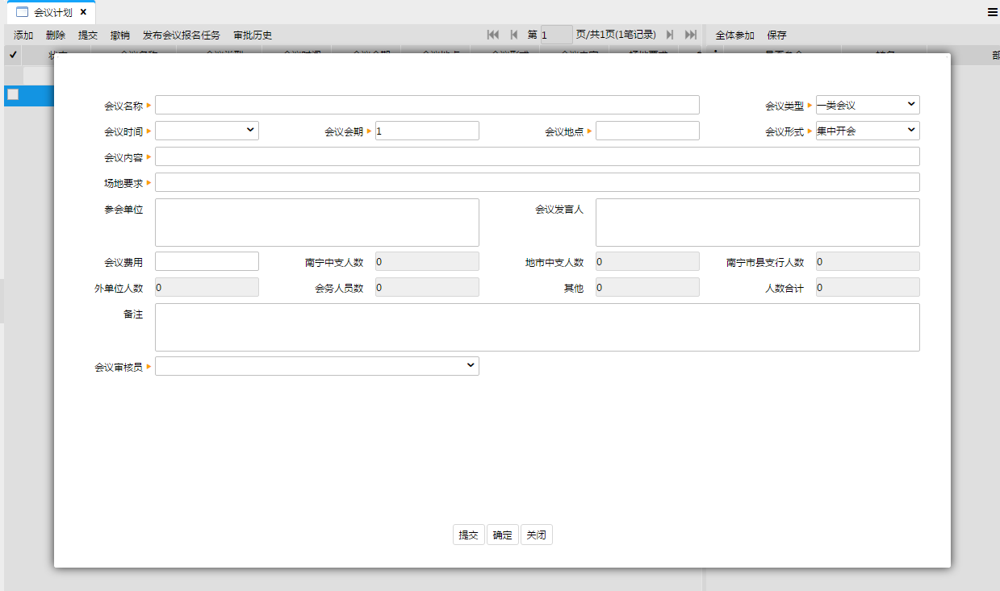 会议计划 ×
添加 删除 提交 撤销 发布会议报名任务 审批历史 第 1 页/共1页(1笔记录) 全体参加 保存
会议名称 会议类型 一类会议
会议时间 会议会期 1 会议地点 会议形式 集中开会
会议内容
场地要求
参会单位 会议发言人
会议费用 南宁中支人数 0 地市中支人数 0 南宁市县支行人数 0
外单位人数 0 会务人员数 0 其他 0 人数合计 0
备注
会议审核员
提交 确定 关闭